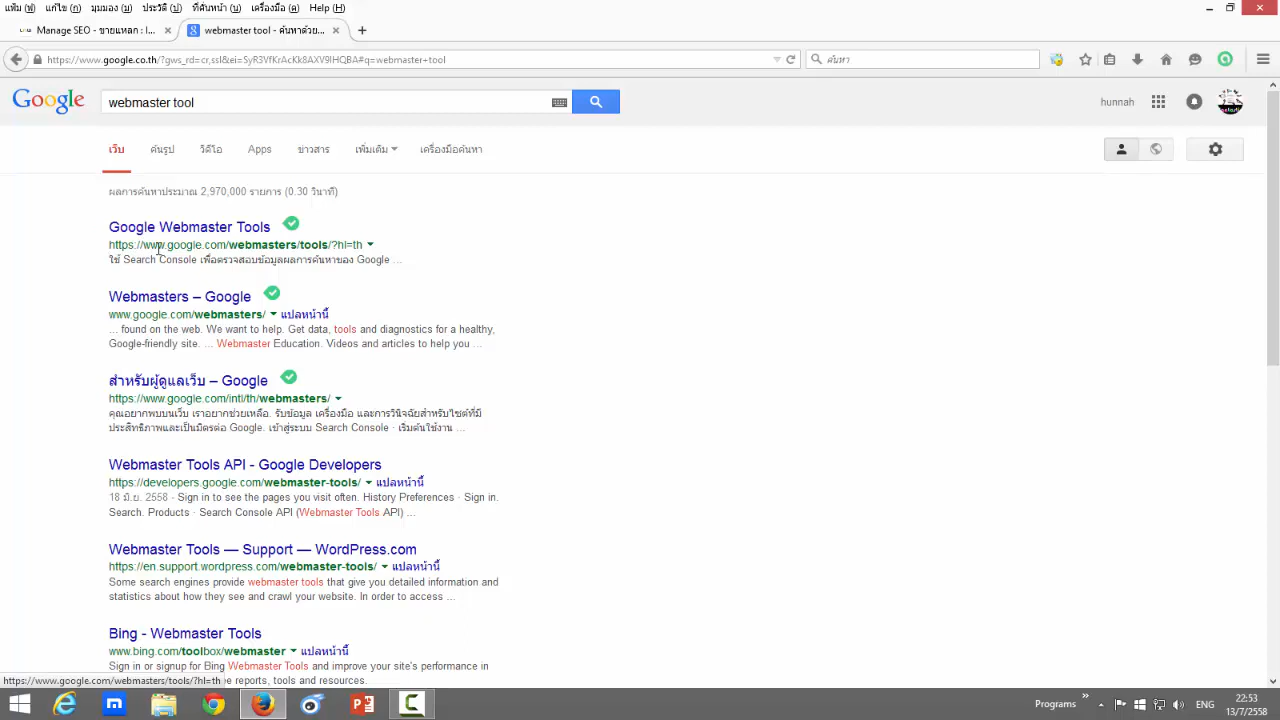 แฟ้ม (ฟ) แก้ไข (ก) มุมมอง (ม) ประวัติ (ป) ที่คั่นหน้า (บ) เครื่องมือ (ค) Help (H)
Manage SEO - ขายแหลก : l... webmaster tool - ค้นหาด้วย...
https://www.google.co.th/?gws_rd=cr,ssl&ei=SyR3VfKrAcKk8AXV9IHQBA#q=webmaster+tool ค้นหา
Google webmaster tool hunnah
เว็บ ค้นรูป วิดีโอ Apps ข่าวสาร เพิ่มเติม เครื่องมือค้นหา
ผลการค้นหาประมาณ 2,970,000 รายการ (0.30 วินาที)
Google Webmaster Tools
https://www.google.com/webmasters/tools/?hl=th
ใช้ Search Console เพื่อตรวจสอบข้อมูลผลการค้นหาของ Google ...
Webmasters – Google
www.google.com/webmasters/ แปลหน้านี้
... found on the web. We want to help. Get data, tools and diagnostics for a healthy,
Google-friendly site. ... Webmaster Education. Videos and articles to help you ...
สำหรับผู้ดูแลเว็บ – Google
https://www.google.com/intl/th/webmasters/
คุณอยากพบบนเว็บ เราอยากช่วยเหลือ. รับข้อมูล เครื่องมือ และการวินิจฉัยสำหรับไซต์ที่มี
ประสิทธิภาพและเป็นมิตรต่อ Google. เข้าสู่ระบบ Search Console · เริ่มต้นใช้งาน ...
Webmaster Tools API - Google Developers
https://developers.google.com/webmaster-tools/ แปลหน้านี้
18 มิ.ย. 2558 - Sign in to see the pages you visit often. History Preferences · Sign in.
Search. Products · Search Console API (Webmaster Tools API) ...
Webmaster Tools — Support — WordPress.com
https://en.support.wordpress.com/webmaster-tools/ แปลหน้านี้
Some search engines provide webmaster tools that give you detailed information and
statistics about how they see and crawl your website. In order to access ...
Bing - Webmaster Tools
www.bing.com/toolbox/webmaster แปลหน้านี้
Sign in or signup for Bing Webmaster Tools and improve your site's performance in
https://www.google.com/webmasters/tools/?hl=th e reports, tools and resources.
Programs ENG 22:53
13/7/2558